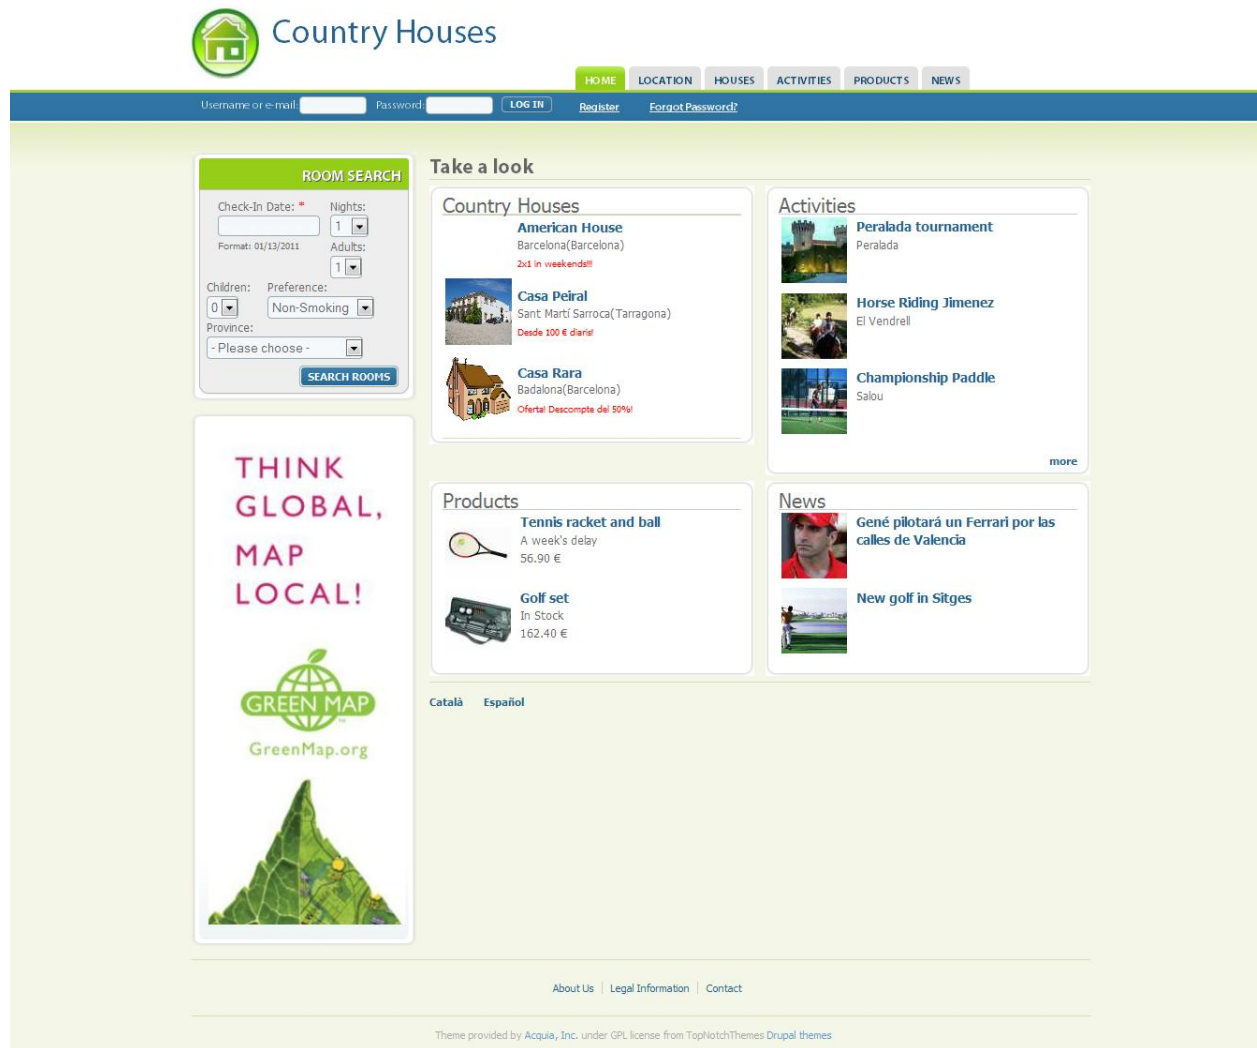 Country Houses
HOME LOCATION HOUSES ACTIVITIES PRODUCTS NEWS
Username or e-mail: Password: LOG IN Register Forgot Password?
ROOM SEARCH
Check-In Date: * Nights:
1
Format: 01/13/2011 Adults:
1
Children: Preference:
0 Non-Smoking
Province:
- Please choose -
SEARCH ROOMS
THINK
GLOBAL,
MAP
LOCAL!
GREEN MAP
GreenMap.org
Take a look
Country Houses
American House
Barcelona(Barcelona)
2x1 in weekends!!!
Casa Peiral
Sant Martí Sarroca(Tarragona)
Desde 100 € diaris!
Casa Rara
Badalona(Barcelona)
Oferta! Descompte del 50%!
Activities
Peralada tournament
Peralada
Horse Riding Jimenez
El Vendrell
Championship Paddle
Salou
more
Products
Tennis racket and ball
A week's delay
56.90 €
Golf set
In Stock
162.40 €
News
Gené pilotará un Ferrari por las
calles de Valencia
New golf in Sitges
Català Español
About Us | Legal Information | Contact
Theme provided by Acquia, Inc. under GPL license from TopNotchThemes Drupal themes